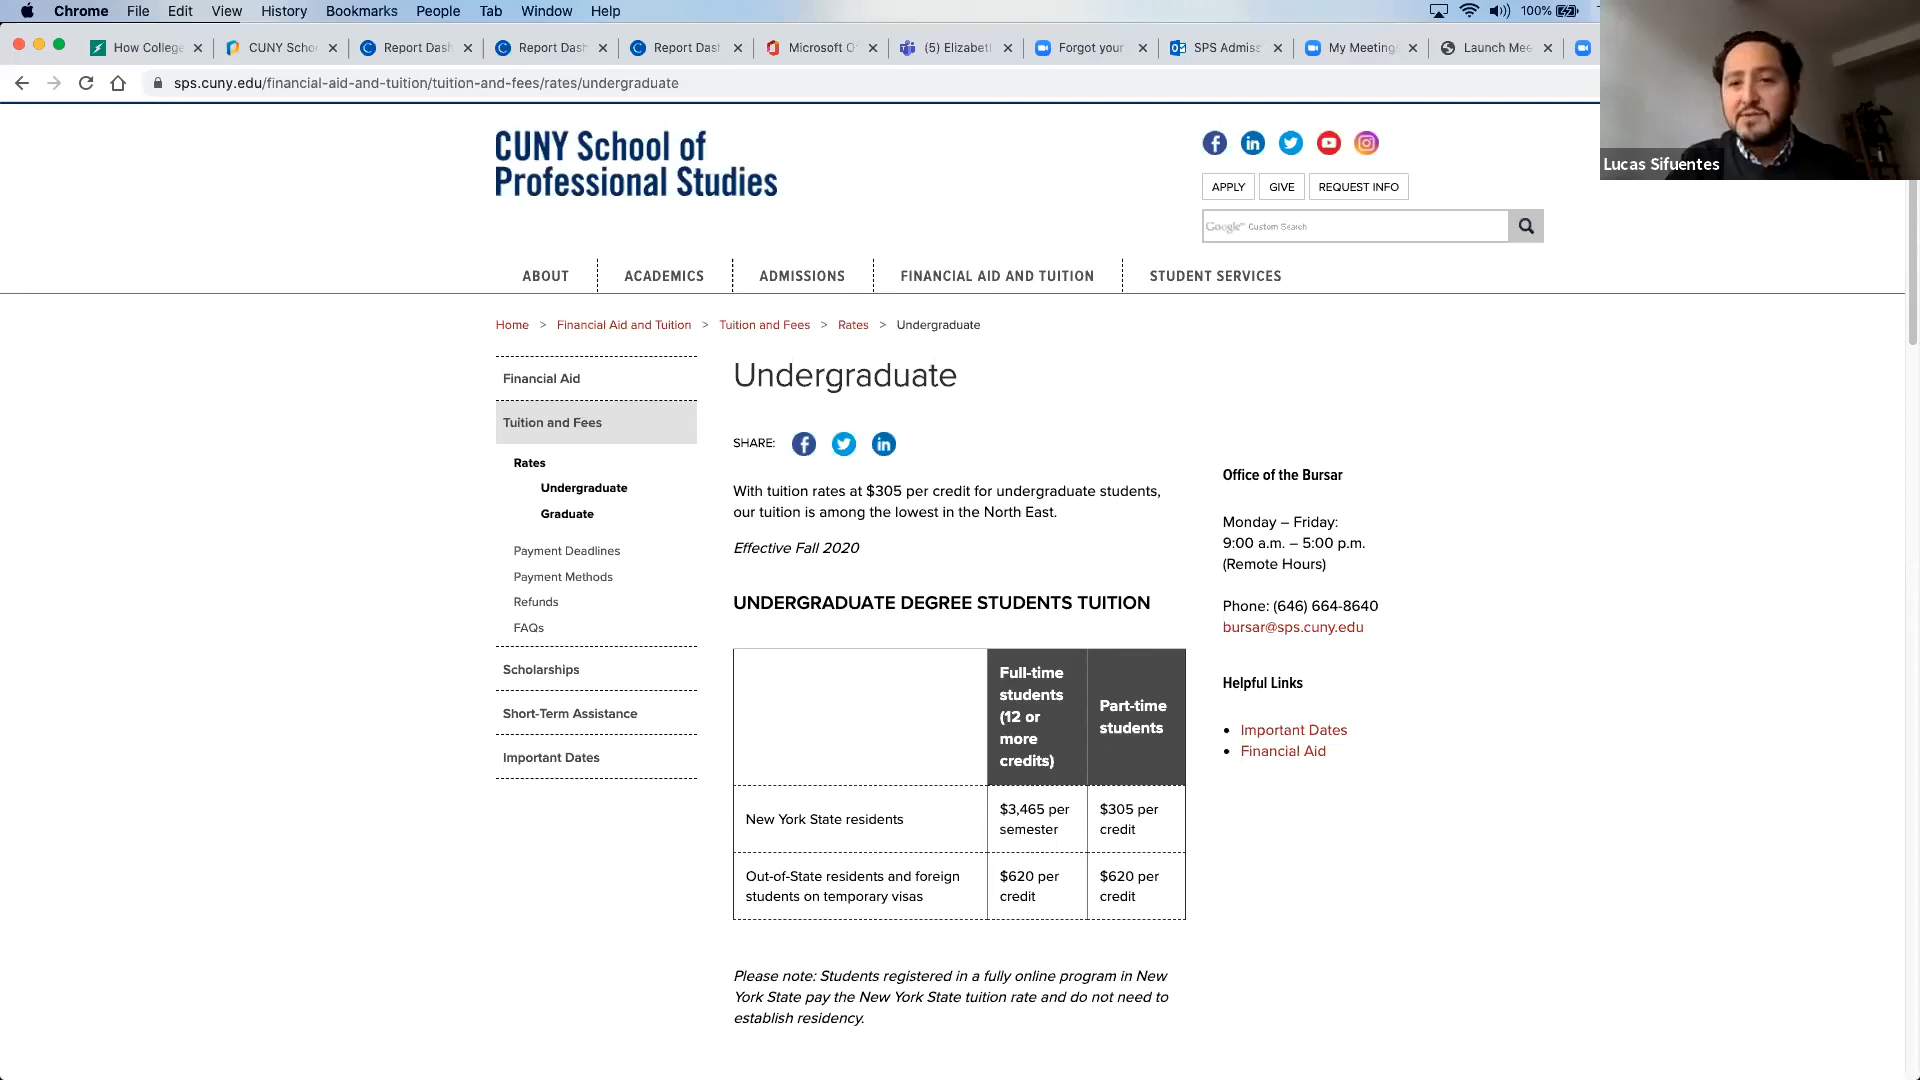 Chrome File Edit View History Bookmarks People Tab Window Help 100%
How College CUNY Schoo Report Dash Report Dash Report Dash Microsoft O (5) Elizabeth Forgot your SPS Admiss My Meeting Launch Mee
sps.cuny.edu/financial-aid-and-tuition/tuition-and-fees/rates/undergraduate
Lucas Sifuentes
CUNY School of
Professional Studies
APPLY GIVE REQUEST INFO
Google Custom Search
ABOUT ACADEMICS ADMISSIONS FINANCIAL AID AND TUITION STUDENT SERVICES
Home > Financial Aid and Tuition > Tuition and Fees > Rates > Undergraduate
Financial Aid
Tuition and Fees
Rates
Undergraduate
Graduate
Payment Deadlines
Payment Methods
Refunds
FAQs
Scholarships
Short-Term Assistance
Important Dates
Undergraduate
SHARE:
With tuition rates at $305 per credit for undergraduate students,
our tuition is among the lowest in the North East.
Effective Fall 2020
UNDERGRADUATE DEGREE STUDENTS TUITION
Full-time
students
(12 or
more
credits)
Part-time
students
New York State residents
$3,465 per
semester
$305 per
credit
Out-of-State residents and foreign
students on temporary visas
$620 per
credit
$620 per
credit
Please note: Students registered in a fully online program in New
York State pay the New York State tuition rate and do not need to
establish residency.
Office of the Bursar
Monday – Friday:
9:00 a.m. – 5:00 p.m.
(Remote Hours)
Phone: (646) 664-8640
bursar@sps.cuny.edu
Helpful Links
Important Dates
Financial Aid